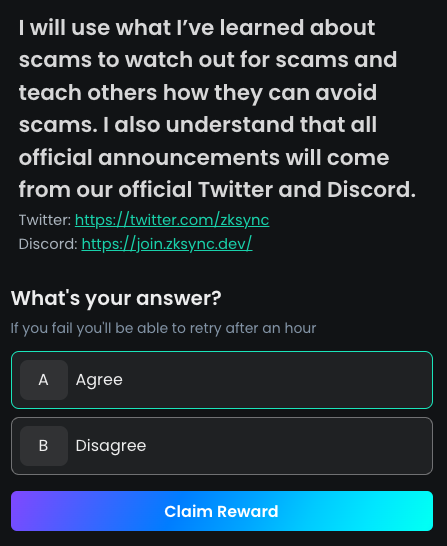 I will use what I’ve learned about
scams to watch out for scams and
teach others how they can avoid
scams. I also understand that all
official announcements will come
from our official Twitter and Discord.
Twitter: https://twitter.com/zksync
Discord: https://join.zksync.dev/
What's your answer?
If you fail you'll be able to retry after an hour
A Agree
B Disagree
Claim Reward